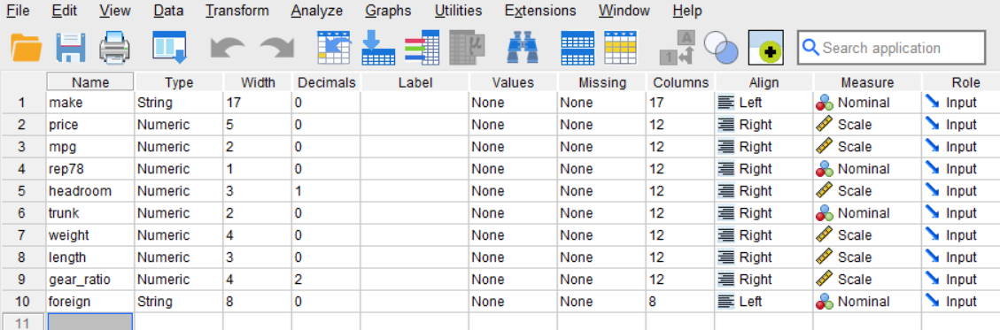 File Edit View Data Transform Analyze Graphs Utilities Extensions Window Help
A
1
μ
Search application
Name Type Width Decimals Label Values Missing Columns Align Measure Role
1 make String 17 0 None None 17 Left Nominal Input
2 price Numeric 5 0 None None 12 Right Scale Input
3 mpg Numeric 2 0 None None 12 Right Scale Input
4 rep78 Numeric 1 0 None None 12 Right Nominal Input
5 headroom Numeric 3 1 None None 12 Right Scale Input
6 trunk Numeric 2 0 None None 12 Right Nominal Input
7 weight Numeric 4 0 None None 12 Right Scale Input
8 length Numeric 3 0 None None 12 Right Scale Input
9 gear_ratio Numeric 4 2 None None 12 Right Scale Input
10 foreign String 8 0 None None 8 Left Nominal Input
11